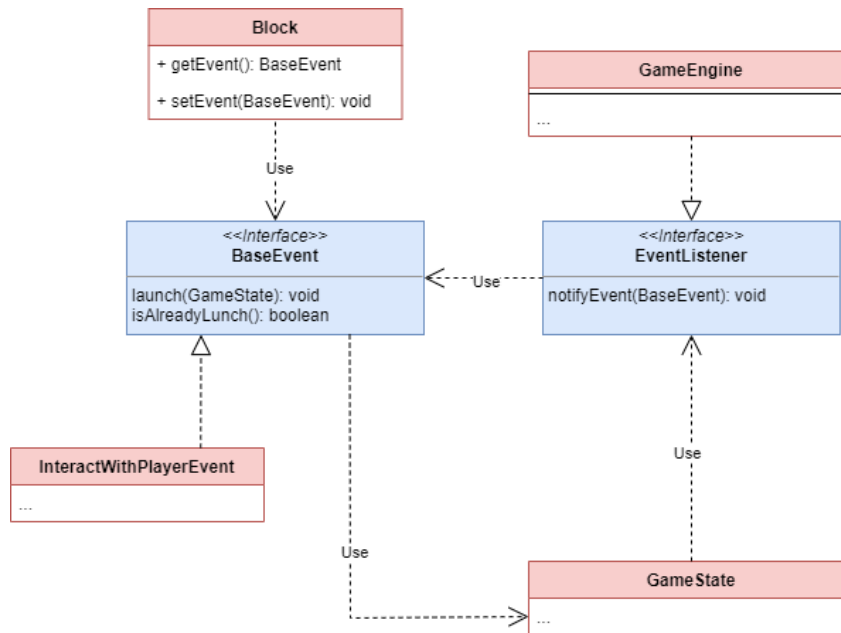 Block
+ getEvent(): BaseEvent
+ setEvent(BaseEvent): void
GameEngine
...
Use
<<Interface>>
BaseEvent
launch(GameState): void
isAlreadyLunch(): boolean
Use
<<Interface>>
EventListener
notifyEvent(BaseEvent): void
InteractWithPlayerEvent
...
Use
Use
GameState
...